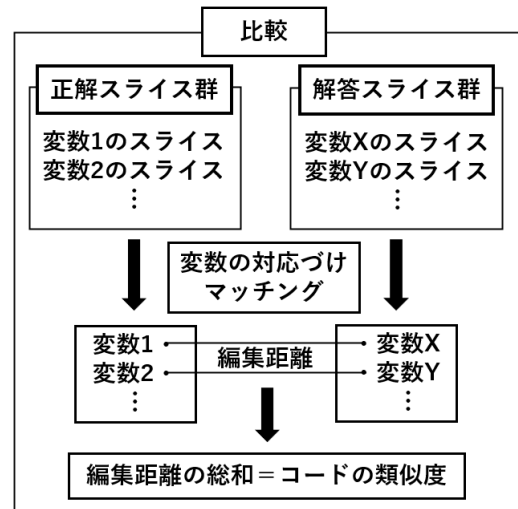 比較
正解スライス群
変数1のスライス
変数2のスライス
⋮
解答スライス群
変数Xのスライス
変数Yのスライス
⋮
変数の対応づけ
マッチング
変数1
変数2
⋮
編集距離
変数X
変数Y
⋮
編集距離の総和＝コードの類似度